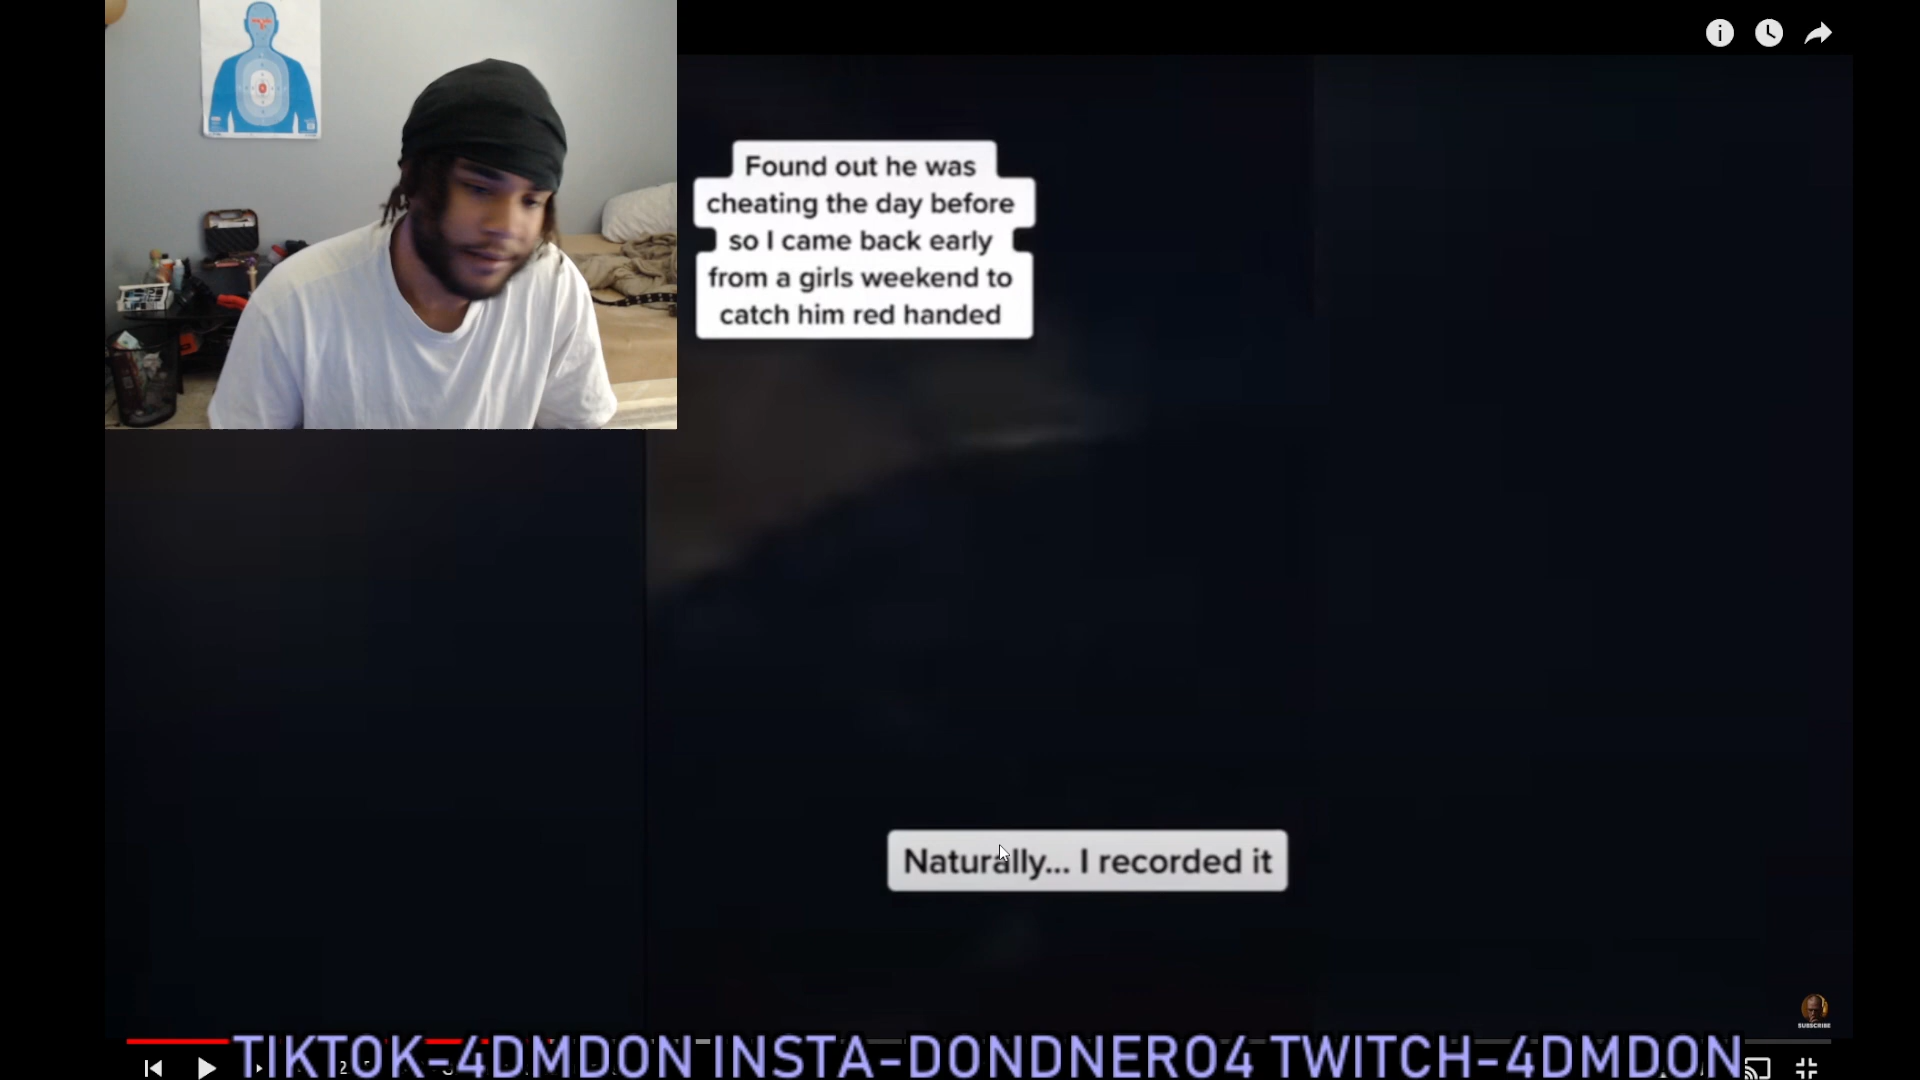 Found out he was
cheating the day before
so I came back early
from a girls weekend to
catch him red handed
Naturally... I recorded it
SUBSCRIBE
TIKTOK-4DMDON INSTA-DONDNERO4 TWITCH-4DMDON